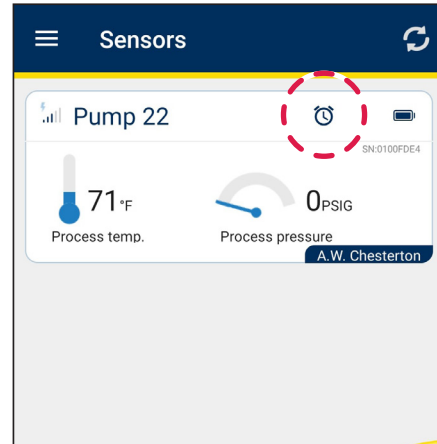 Sensors
Pump 22
SN:0100FDE4
71°F
0PSIG
Process temp.
Process pressure
A.W. Chesterton